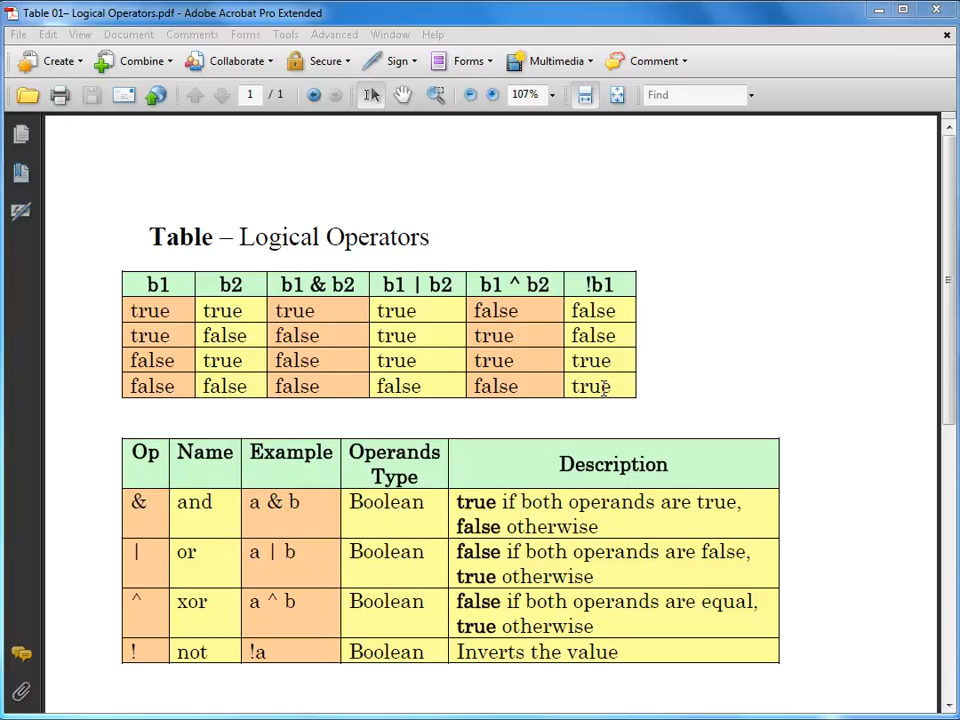 Table 01– Logical Operators.pdf - Adobe Acrobat Pro Extended
File Edit View Document Comments Forms Tools Advanced Window Help
Create Combine Collaborate Secure Sign Forms Multimedia Comment
1 / 1 107% Find
Table – Logical Operators
b1 b2 b1 & b2 b1 | b2 b1 ^ b2 !b1
true true true true false false
true false false true true false
false true false true true true
false false false false false true
Op Name Example Operands Type Description
& and a & b Boolean true if both operands are true,
false otherwise
| or a | b Boolean false if both operands are false,
true otherwise
^ xor a ^ b Boolean false if both operands are equal,
true otherwise
! not !a Boolean Inverts the value